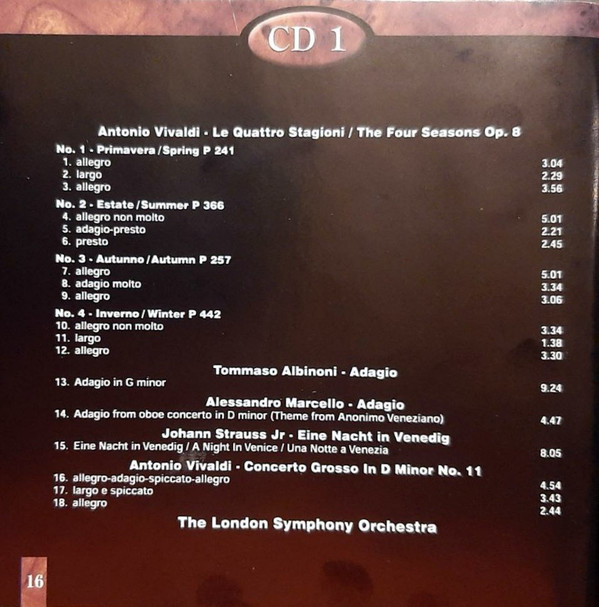 CD 1
Antonio Vivaldi - Le Quattro Stagioni / The Four Seasons Op. 8
No. 1 - Primavera / Spring P 241
1. allegro 3.04
2. largo 2.29
3. allegro 3.56
No. 2 - Estate / Summer P 366
4. allegro non molto 5.01
5. adagio-presto 2.21
6. presto 2.45
No. 3 - Autunno / Autumn P 257
7. allegro 5.01
8. adagio molto 3.34
9. allegro 3.06
No. 4 - Inverno / Winter P 442
10. allegro non molto 3.34
11. largo 1.38
12. allegro 3.30
Tommaso Albinoni - Adagio
13. Adagio in G minor 9.24
Alessandro Marcello - Adagio
14. Adagio from oboe concerto in D minor (Theme from Anonimo Veneziano) 4.47
Johann Strauss Jr - Eine Nacht in Venedig
15. Eine Nacht in Venedig / A Night In Venice / Una Notte a Venezia 8.05
Antonio Vivaldi - Concerto Grosso In D Minor No. 11
16. allegro-adagio-spiccato-allegro 4.54
17. largo e spiccato 3.43
18. allegro 2.44
The London Symphony Orchestra
16